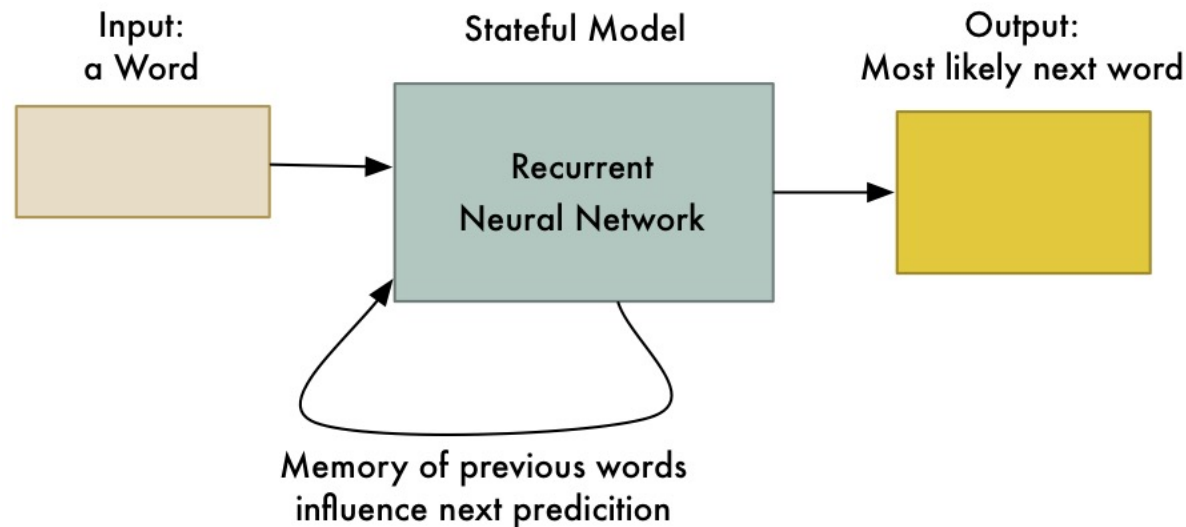 Input:
a Word
Stateful Model
Output:
Most likely next word
Recurrent
Neural Network
Memory of previous words
influence next predicition